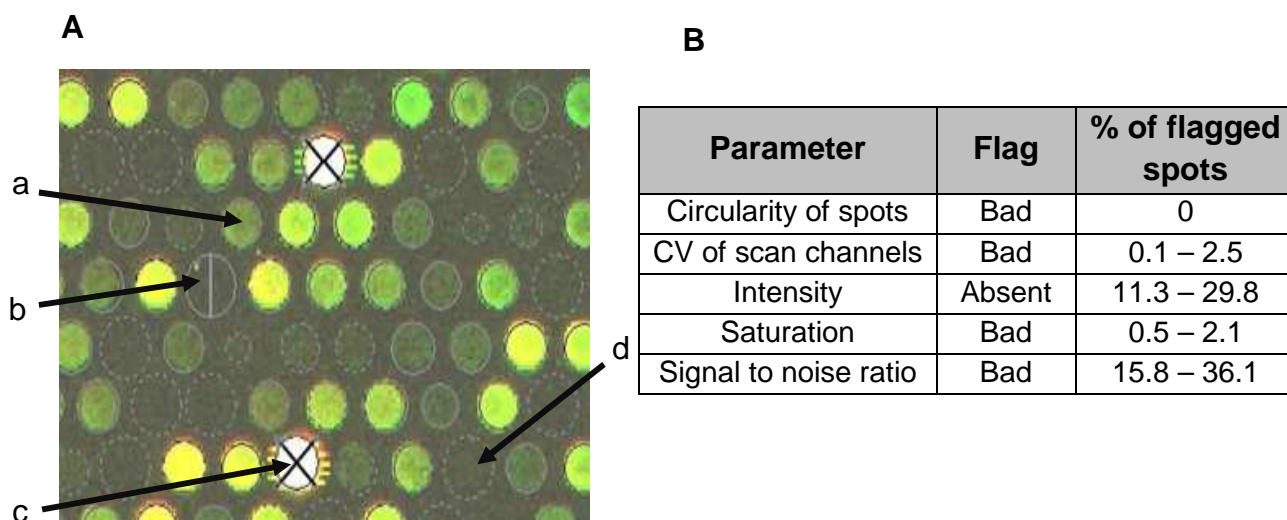 A
B
a
b
c
d
Parameter Flag % of flagged
spots
Circularity of spots Bad 0
CV of scan channels Bad 0.1 – 2.5
Intensity Absent 11.3 – 29.8
Saturation Bad 0.5 – 2.1
Signal to noise ratio Bad 15.8 – 36.1